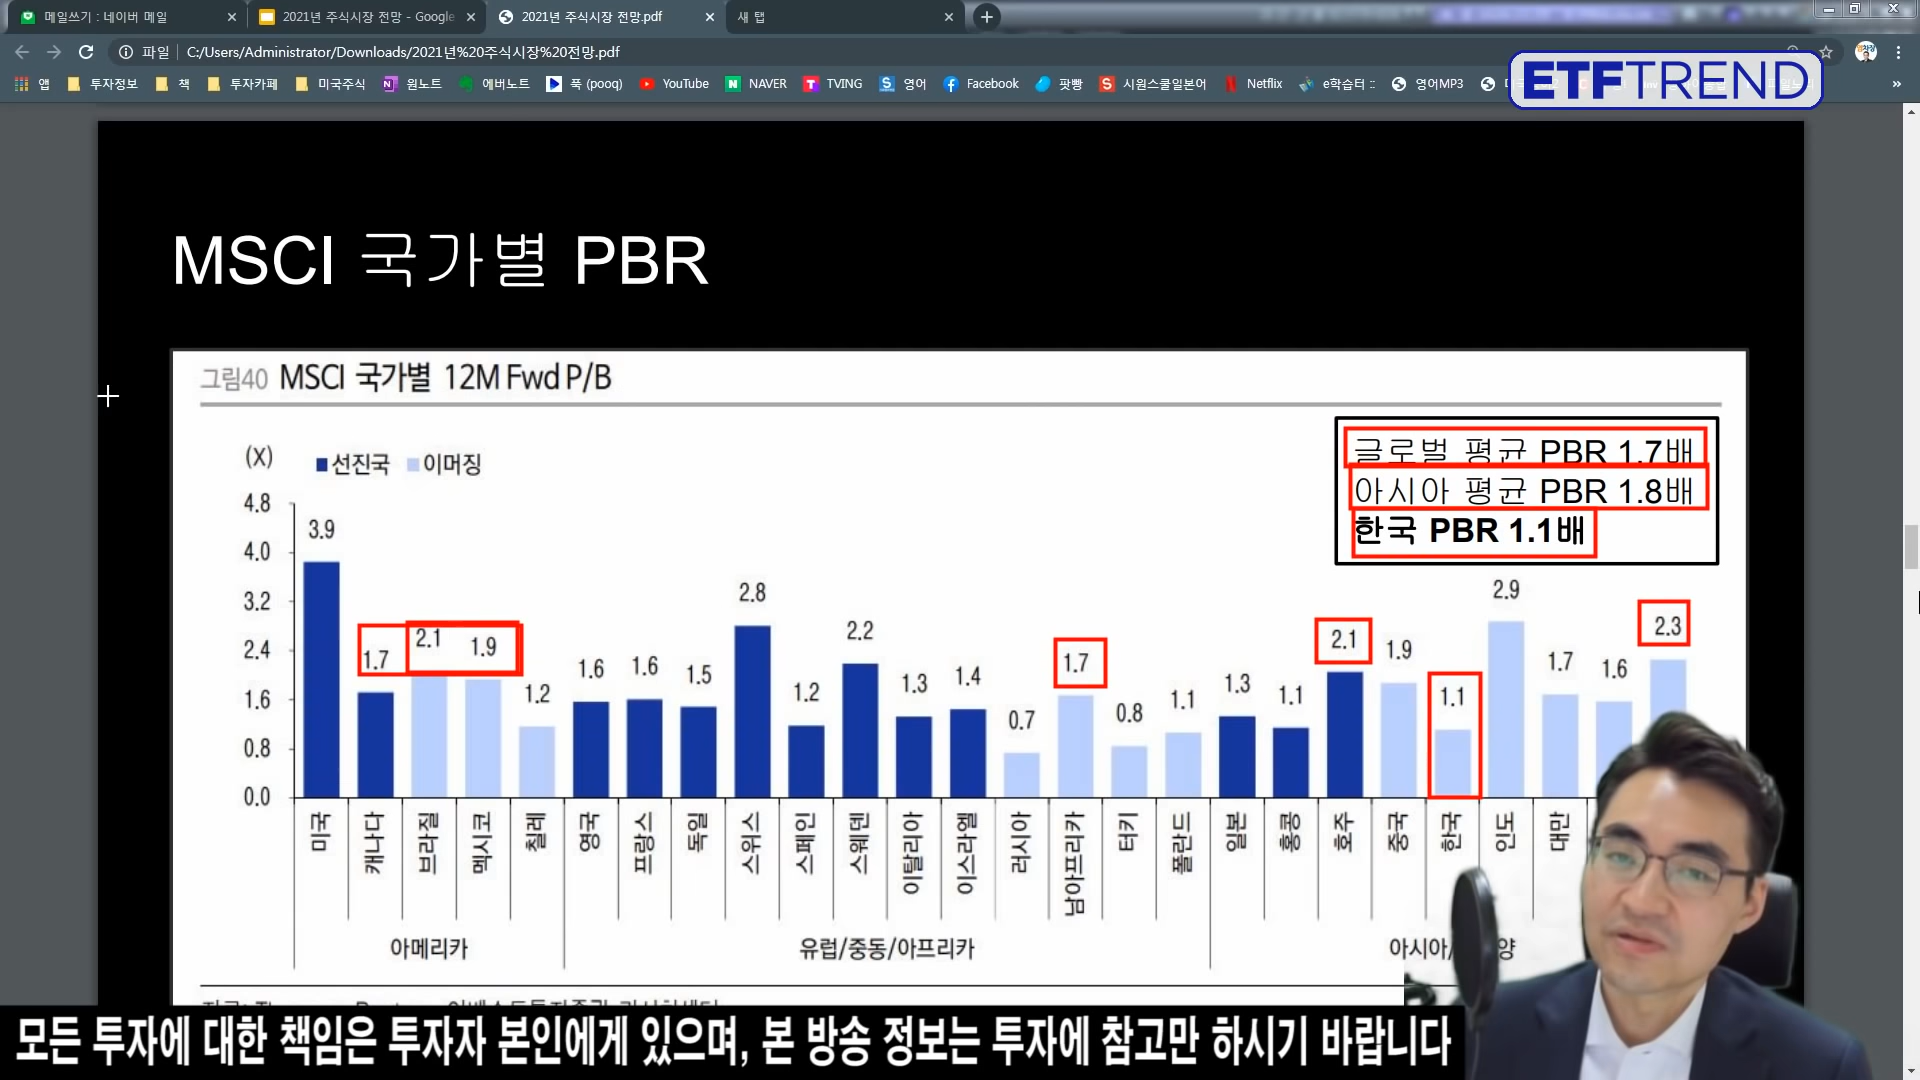 메일쓰기 : 네이버 메일
2021년 주식시장 전망 - Google
2021년 주식시장 전망.pdf
새 탭
파일
C:/Users/Administrator/Downloads/2021년%20주식시장%20전망.pdf
앱 투자정보 책 투자카페 미국주식 원노트 에버노트 푹 (pooq) YouTube NAVER TVING 영어 Facebook 팟빵 시원스쿨일본어 Netflix e학습터 :: 영어MP3
ETFTREND
MSCI 국가별 PBR
그림40 MSCI 국가별 12M Fwd P/B
글로벌 평균 PBR 1.7배
아시아 평균 PBR 1.8배
한국 PBR 1.1배
(X)
선진국 이머징
4.8
4.0
3.2
2.4
1.6
0.8
0.0
3.9 1.7 2.1 1.9 1.2 1.6 1.6 1.5 2.8 1.2 2.2 1.3 1.4 0.7 1.7 0.8 1.1 1.3 1.1 2.1 1.9 1.1 2.9 1.7 1.6 2.3
미국 캐나다 브라질 멕시코 칠레 영국 프랑스 독일 스위스 스페인 스웨덴 이탈리아 이스라엘 러시아 남아프리카 터키 폴란드 일본 홍콩 호주 중국 한국 인도 대만
아메리카 유럽/중동/아프리카 아시아/
모든 투자에 대한 책임은 투자자 본인에게 있으며, 본 방송 정보는 투자에 참고만 하시기 바랍니다